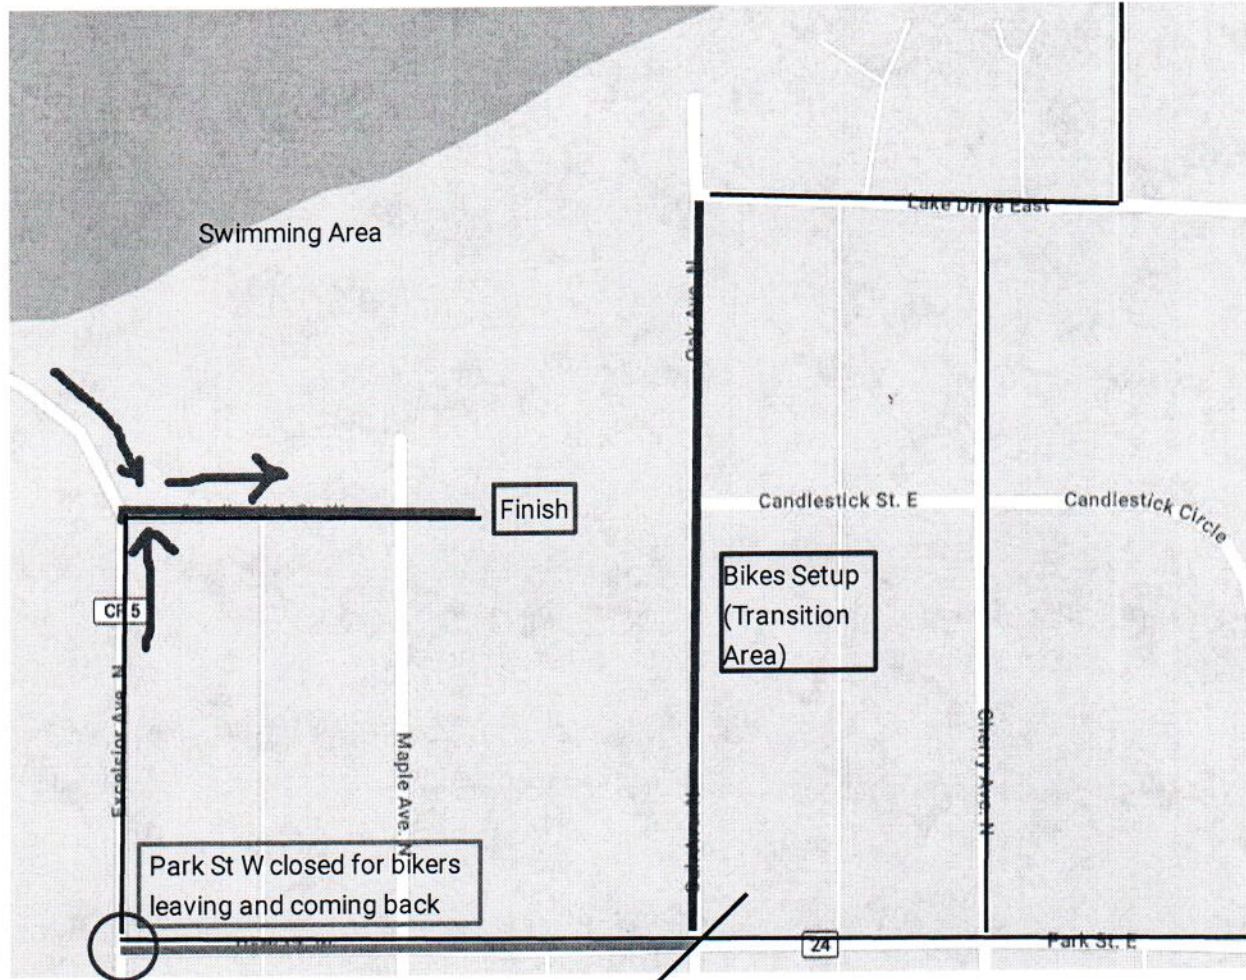 Swimming Area
Lake Drive East
Oak Ave. N
Finish
Candlestick St. E
Candlestick Circle
Bikes Setup
(Transition
Area)
CR 5
Excelsior Ave. N
Maple Ave. N
Cherry Ave. N
Park St W closed for bikers
leaving and coming back
24
Park St. E